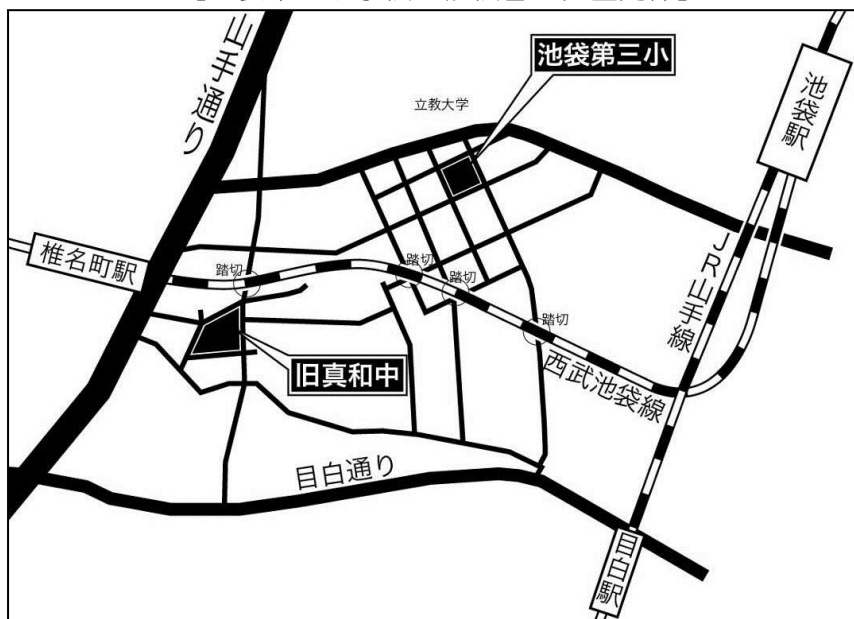 山手通り
池袋第三小
立教大学
池袋駅
椎名町駅
踏切
踏切
踏切
踏切
JR山手線
旧真和中
西武池袋線
目白通り
目白駅